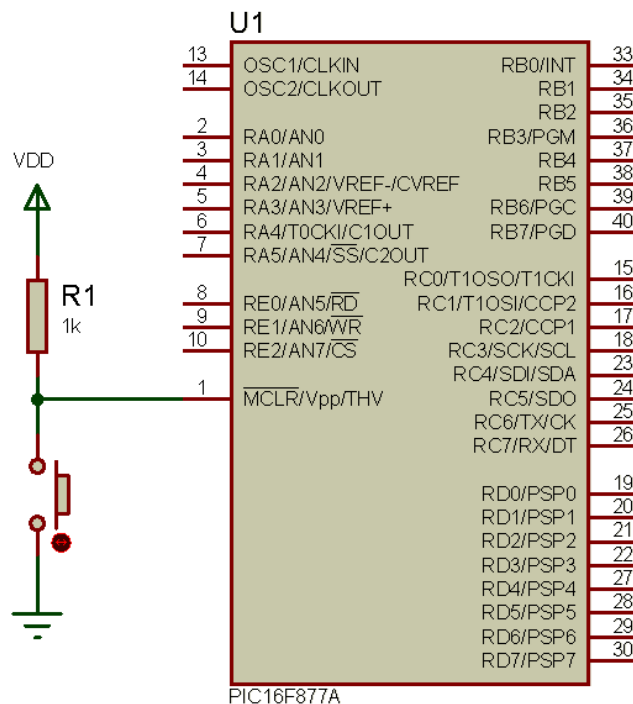 U1
13 OSC1/CLKIN
14 OSC2/CLKOUT
2 RA0/AN0
3 RA1/AN1
4 RA2/AN2/VREF-/CVREF
5 RA3/AN3/VREF+
6 RA4/T0CKI/C1OUT
7 RA5/AN4/SS/C2OUT
8 RE0/AN5/RD
9 RE1/AN6/WR
10 RE2/AN7/CS
1 MCLR/Vpp/THV
RB0/INT 33
RB1 34
RB2 35
RB3/PGM 36
RB4 37
RB5 38
RB6/PGC 39
RB7/PGD 40
RC0/T1OSO/T1CKI 15
RC1/T1OSI/CCP2 16
RC2/CCP1 17
RC3/SCK/SCL 18
RC4/SDI/SDA 23
RC5/SDO 24
RC6/TX/CK 25
RC7/RX/DT 26
RD0/PSP0 19
RD1/PSP1 20
RD2/PSP2 21
RD3/PSP3 22
RD4/PSP4 27
RD5/PSP5 28
RD6/PSP6 29
RD7/PSP7 30
PIC16F877A
VDD
R1
1k